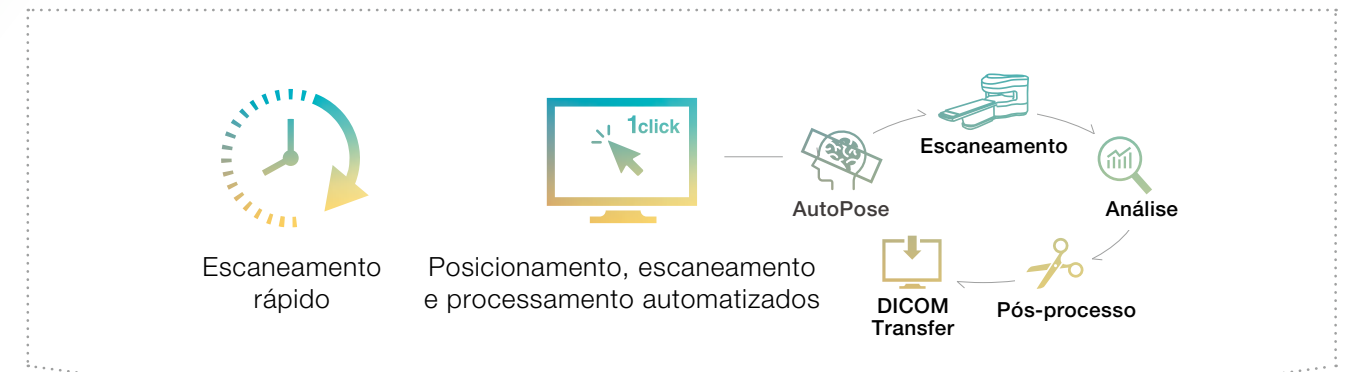 1click
Escaneamento
AutoPose
Análise
Escaneamento
rápido
Posicionamento, escaneamento
e processamento automatizados
DICOM
Transfer
Pós-processo